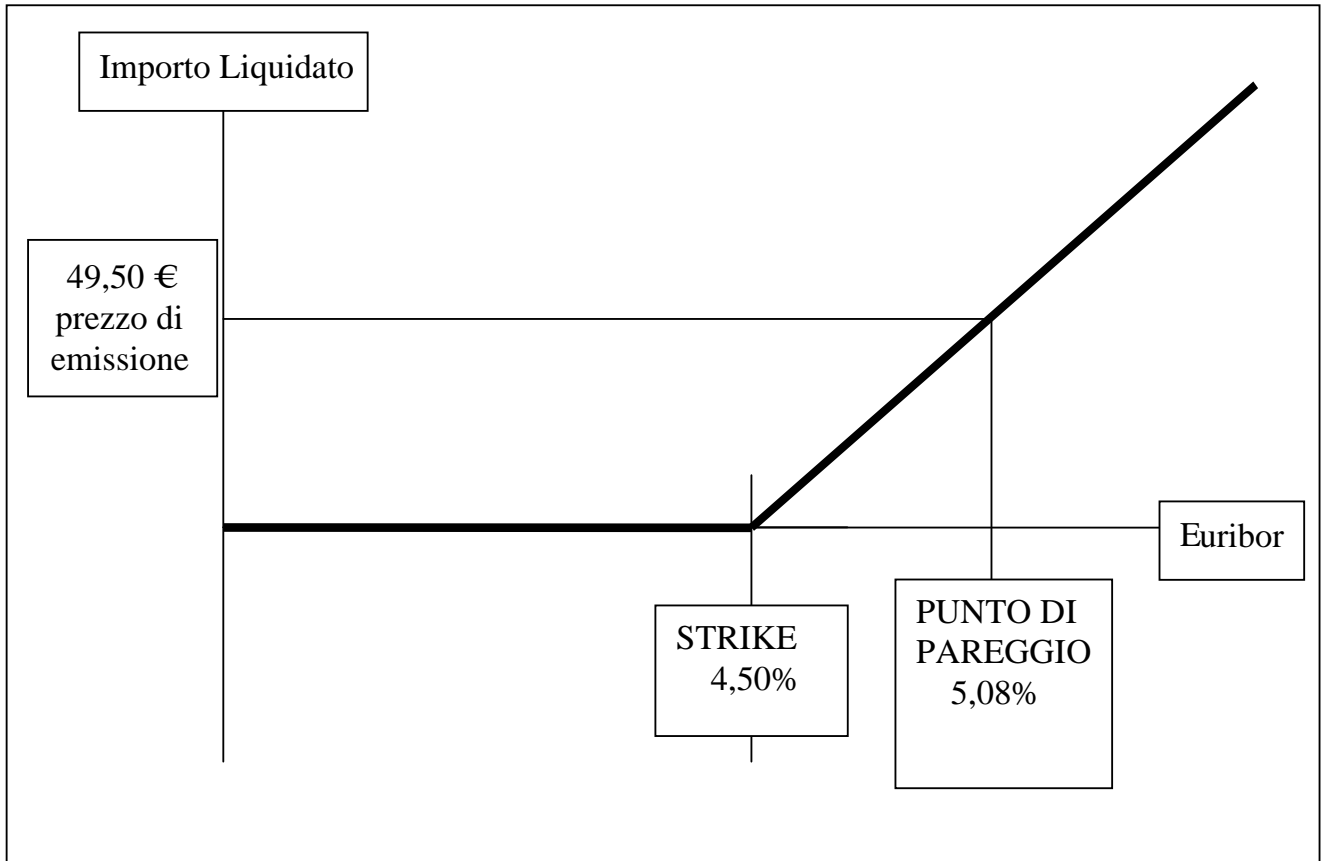 Importo Liquidato
49,50 €
prezzo di
emissione
Euribor
STRIKE
4,50%
PUNTO DI
PAREGGIO
5,08%